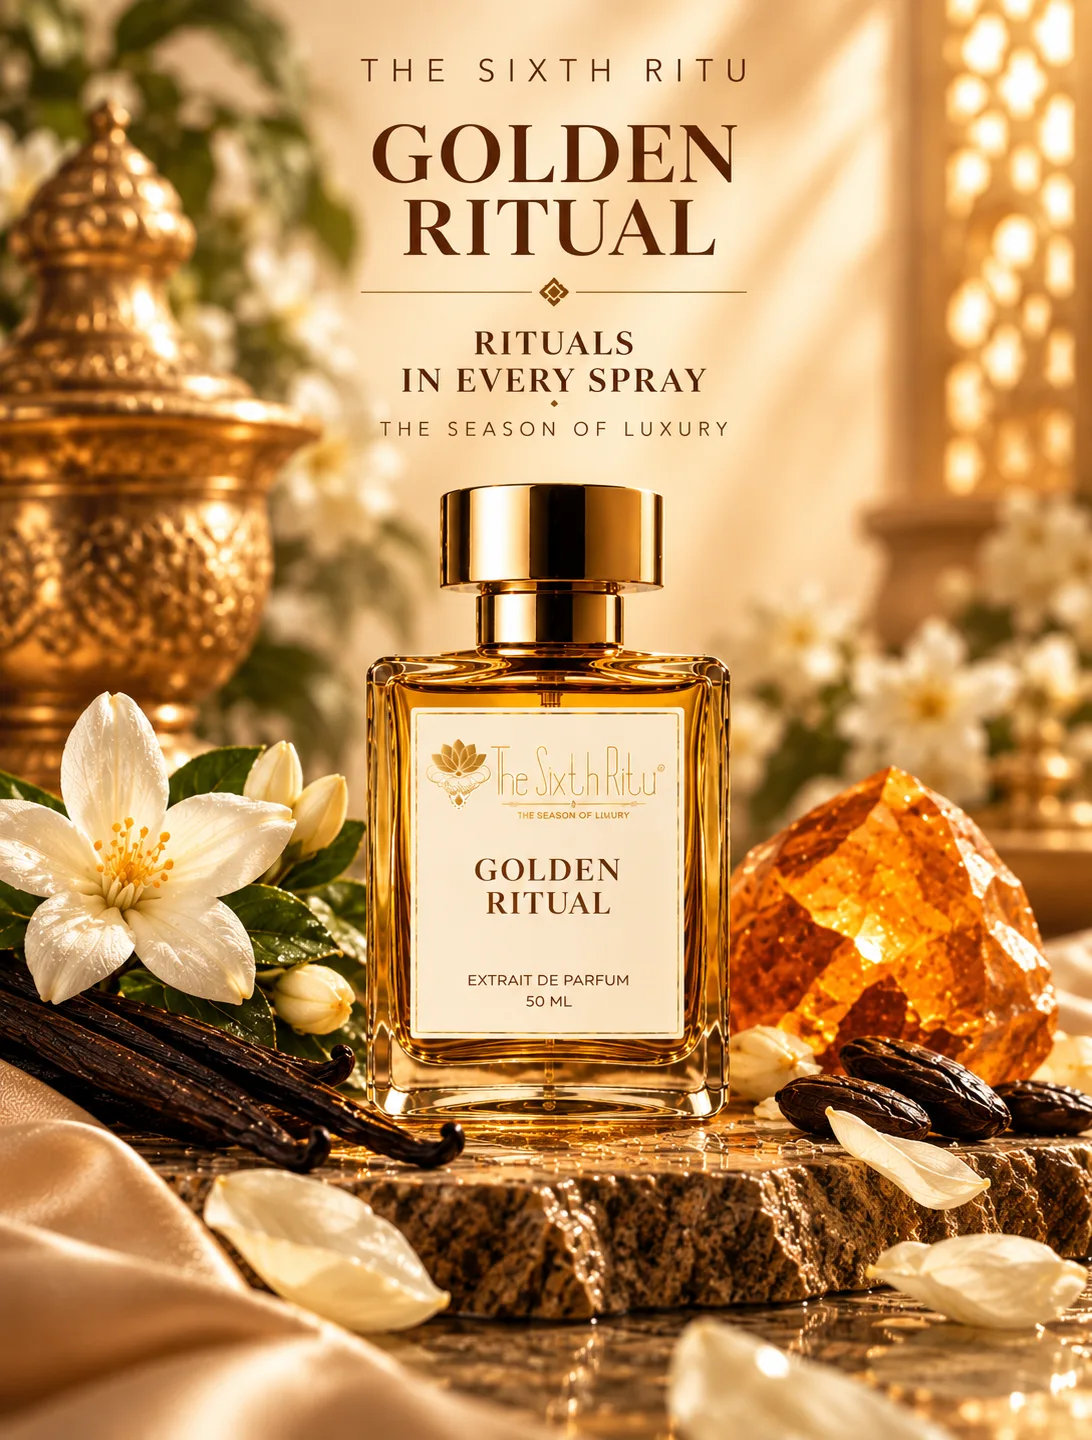 THE SIXTH RITU
GOLDEN
RITUAL
RITUALS
IN EVERY SPRAY
THE SEASON OF LUXURY
The Sixth Ritu®
THE SEASON OF LUXURY
GOLDEN
RITUAL
EXTRAIT DE PARFUM
50 ML